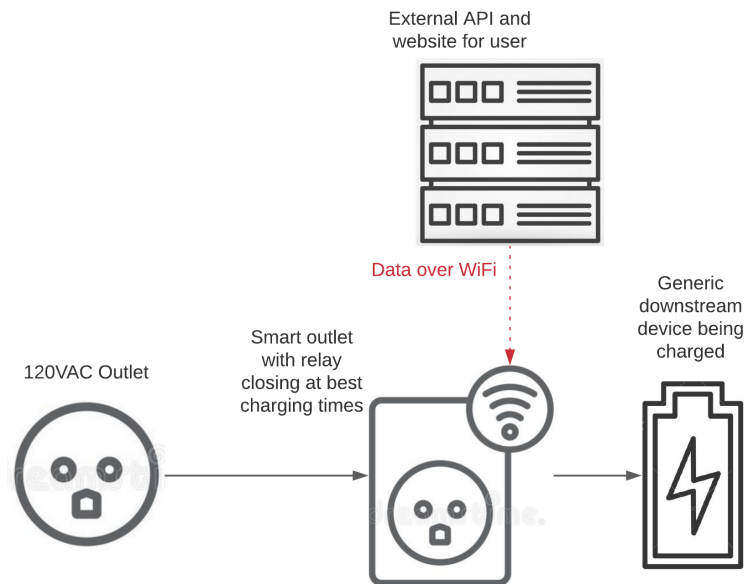 External API and
website for user
Data over WiFi
Generic
downstream
device being
charged
Smart outlet
with relay
closing at best
charging times
120VAC Outlet
dreamstime.